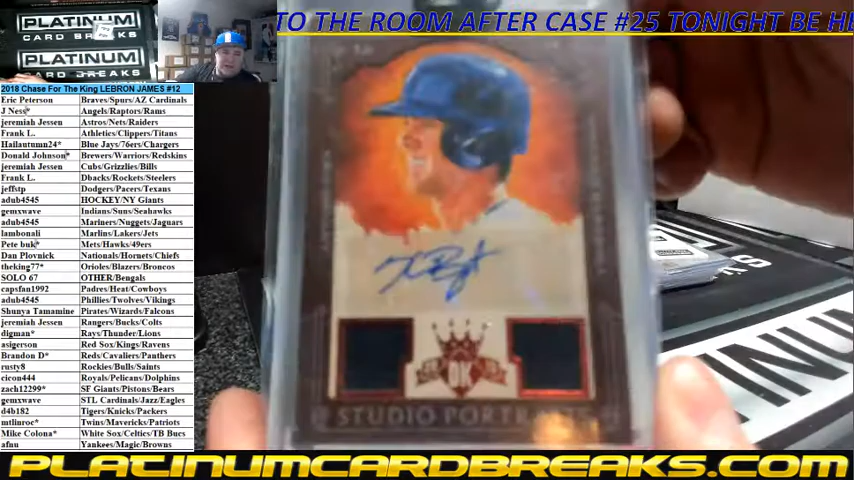 TO THE ROOM AFTER CASE #25 TONIGHT BE HE
PLATINUM
CARD BREAKS
PLATINUM
CARD BREAKS
2018 Chase For The King LEBRON JAMES #12
Eric Peterson Braves/Spurs/AZ Cardinals
J Ness* Angels/Raptors/Rams
jeremiah Jessen Astros/Nets/Raiders
Frank L. Athletics/Clippers/Titans
Hailautumn24* Blue Jays/76ers/Chargers
Donald Johnson* Brewers/Warriors/Redskins
jeremiah Jessen Cubs/Grizzlies/Bills
Frank L. Dbacks/Rockets/Steelers
jeffstp Dodgers/Pacers/Texans
adub4545 HOCKEY/NY Giants
gemxwave Indians/Suns/Seahawks
adub4545 Mariners/Nuggets/Jaguars
lambonali Marlins/Lakers/Jets
Pete buk* Mets/Hawks/49ers
Dan Plovnick Nationals/Hornets/Chiefs
theking77* Orioles/Blazers/Broncos
SOLO 67 OTHER/Bengals
capsfan1992 Padres/Heat/Cowboys
adub4545 Phillies/Twolves/Vikings
Shunya Tamamine Pirates/Wizards/Falcons
jeremiah Jessen Rangers/Bucks/Colts
digman* Rays/Thunder/Lions
asigerson Red Sox/Kings/Ravens
Brandon D* Reds/Cavaliers/Panthers
rusty8 Rockies/Bulls/Saints
cicon444 Royals/Pelicans/Dolphins
zach12299* SF Giants/Pistons/Bears
gemxwave STL Cardinals/Jazz/Eagles
d4b182 Tigers/Knicks/Packers
mtlinroc* Twins/Mavericks/Patriots
Mike Colona* White Sox/Celtics/TB Bucs
afnu Yankees/Magic/Browns
DK
STUDIO PORTRAITS
PLATINUMCARDBREAKS.COM